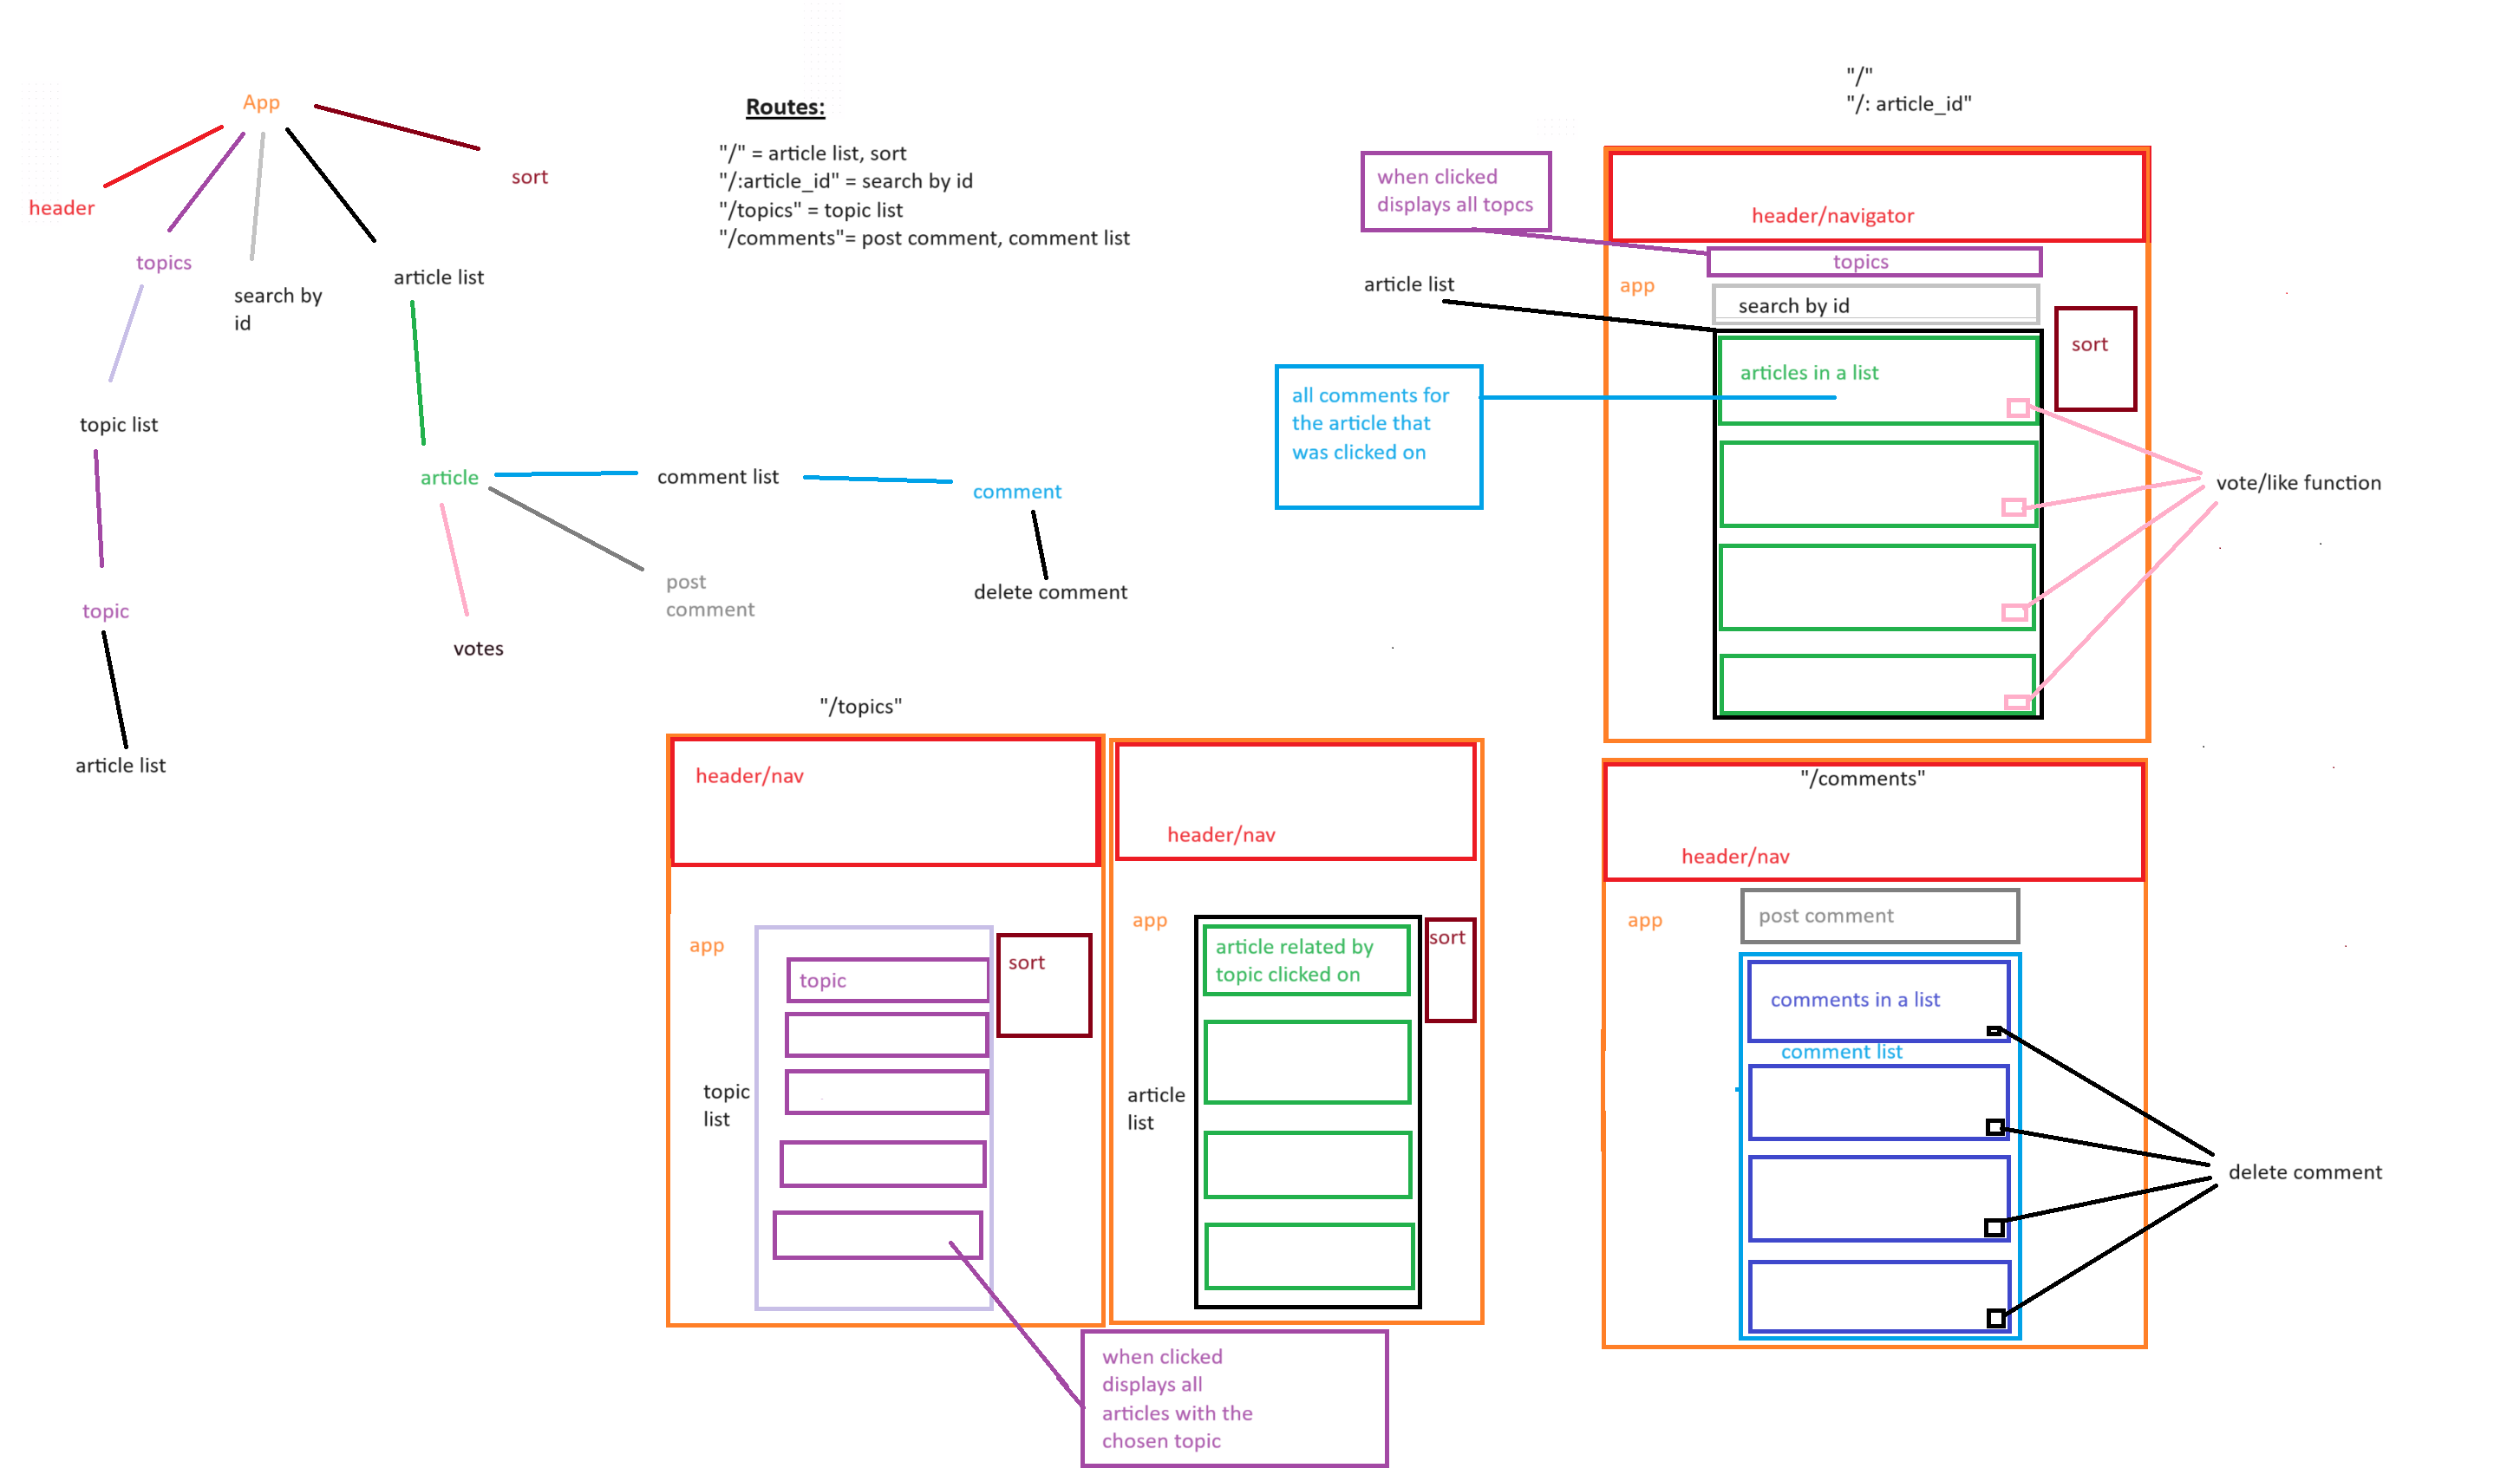 App
header
topics
search by
id
article list
sort
topic list
topic
article list
article
votes
comment list
post
comment
comment
delete comment
Routes:
"/" = article list, sort
"/:article_id" = search by id
"/topics" = topic list
"/comments"= post comment, comment list
"/"
"/: article_id"
when clicked
displays all topcs
header/navigator
topics
article list
app
search by id
sort
articles in a list
all comments for
the article that
was clicked on
vote/like function
"/topics"
header/nav
app
topic
sort
topic
list
header/nav
app
article related by
topic clicked on
sort
article
list
when clicked
displays all
articles with the
chosen topic
"/comments"
header/nav
app
post comment
comments in a list
comment list
delete comment